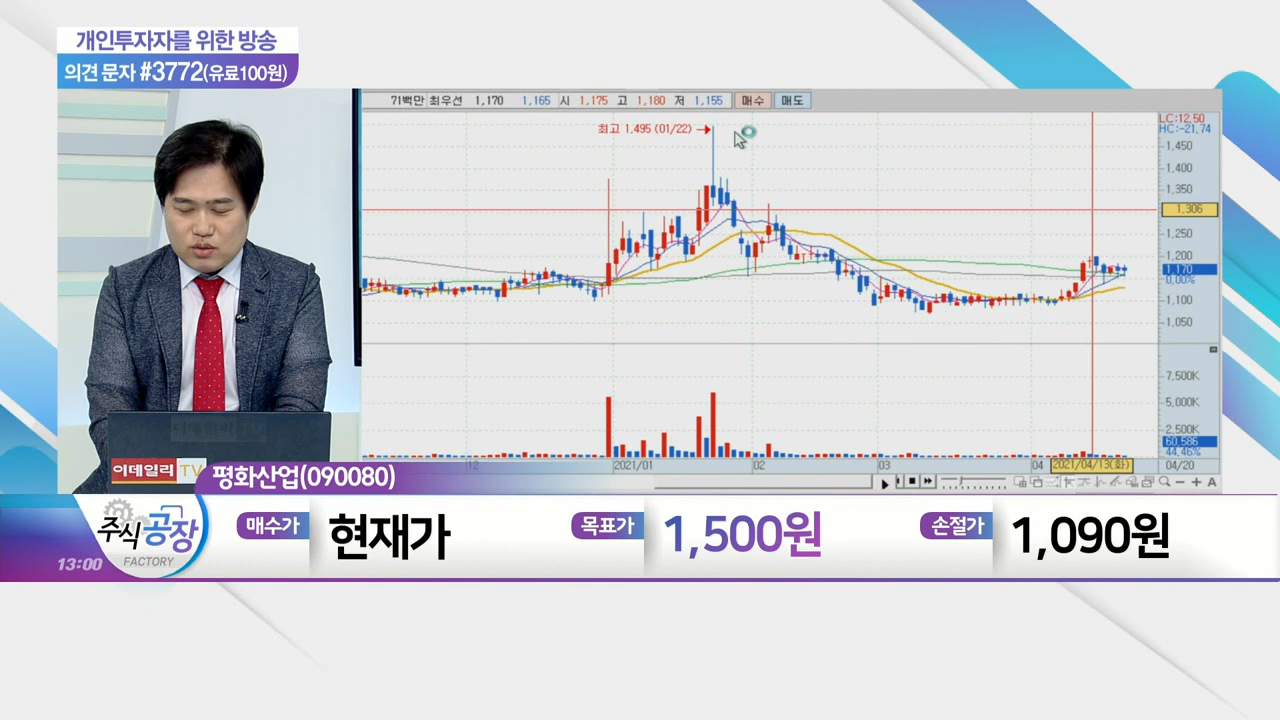 개인투자자를 위한 방송
의견 문자 #3772(유료100원)
71백만 최우선 1,170 1,165 시 1,175 고 1,180 저 1,155 매수 매도
최고 1,495 (01/22)
LC:12,50
HC:-21,74
1,450
1,400
1,350
1,306
1,250
1,200
1,170
0,00%
1,100
1,050
7,500K
5,000K
2,500K
60,586
44,46%
12 2021/01 02 03 04 2021/04/13(화) 04/20
A
이데일리 TV
평화산업(090080)
주식공장
FACTORY
13:00
매수가 현재가 목표가 1,500원 손절가 1,090원